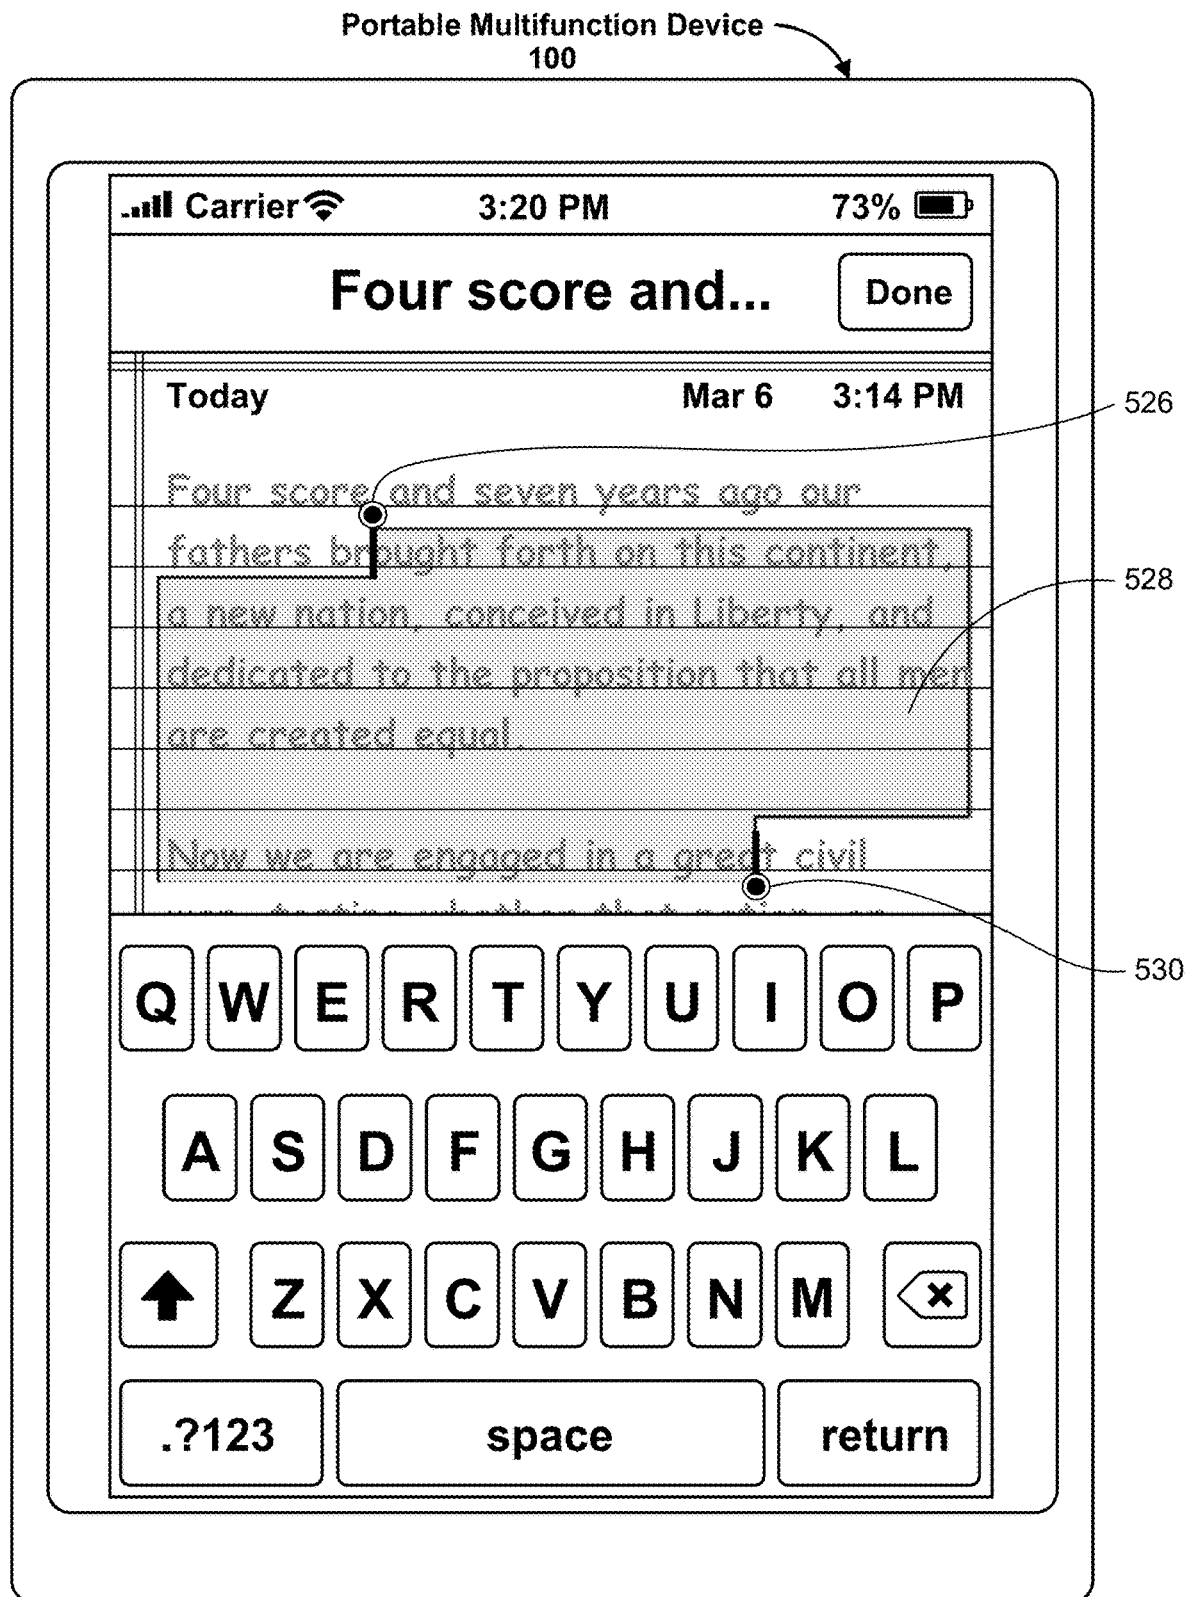 Portable Multifunction Device
100
Carrier 3:20 PM 73%
Four score and... Done
Today Mar 6 3:14 PM
526
Four score and seven years ago our
fathers brought forth on this continent,
528
a new nation, conceived in Liberty, and
dedicated to the proposition that all men
are created equal.
Now we are engaged in a great civil
530
Q W E R T Y U I O P
A S D F G H J K L
Z X C V B N M
.?123 space return